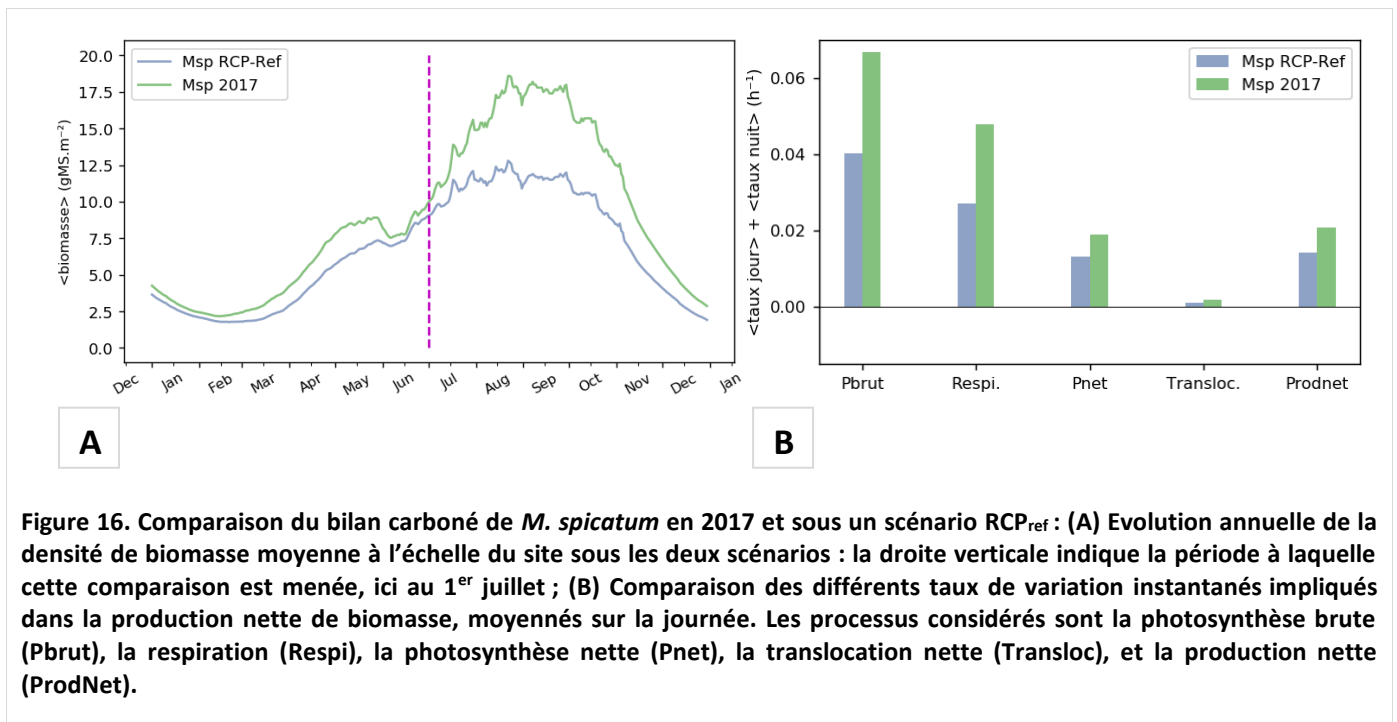 Msp RCP-Ref
Msp 2017
20.0
17.5
15.0
12.5
10.0
7.5
5.0
2.5
0.0
<biomasse> (gMS.m⁻²)
Dec Jan Feb Mar Apr May Jun Jul Aug Sep Oct Nov Dec Jan
A
Msp RCP-Ref
Msp 2017
0.06
0.04
0.02
0.00
<taux jour> + <taux nuit> (h⁻¹)
Pbrut Respi. Pnet Transloc. Prodnet
B
Figure 16. Comparaison du bilan carboné de M. spicatum en 2017 et sous un scénario RCPref : (A) Evolution annuelle de la
densité de biomasse moyenne à l’échelle du site sous les deux scénarios : la droite verticale indique la période à laquelle
cette comparaison est menée, ici au 1er juillet ; (B) Comparaison des différents taux de variation instantanés impliqués
dans la production nette de biomasse, moyennés sur la journée. Les processus considérés sont la photosynthèse brute
(Pbrut), la respiration (Respi), la photosynthèse nette (Pnet), la translocation nette (Transloc), et la production nette
(ProdNet).